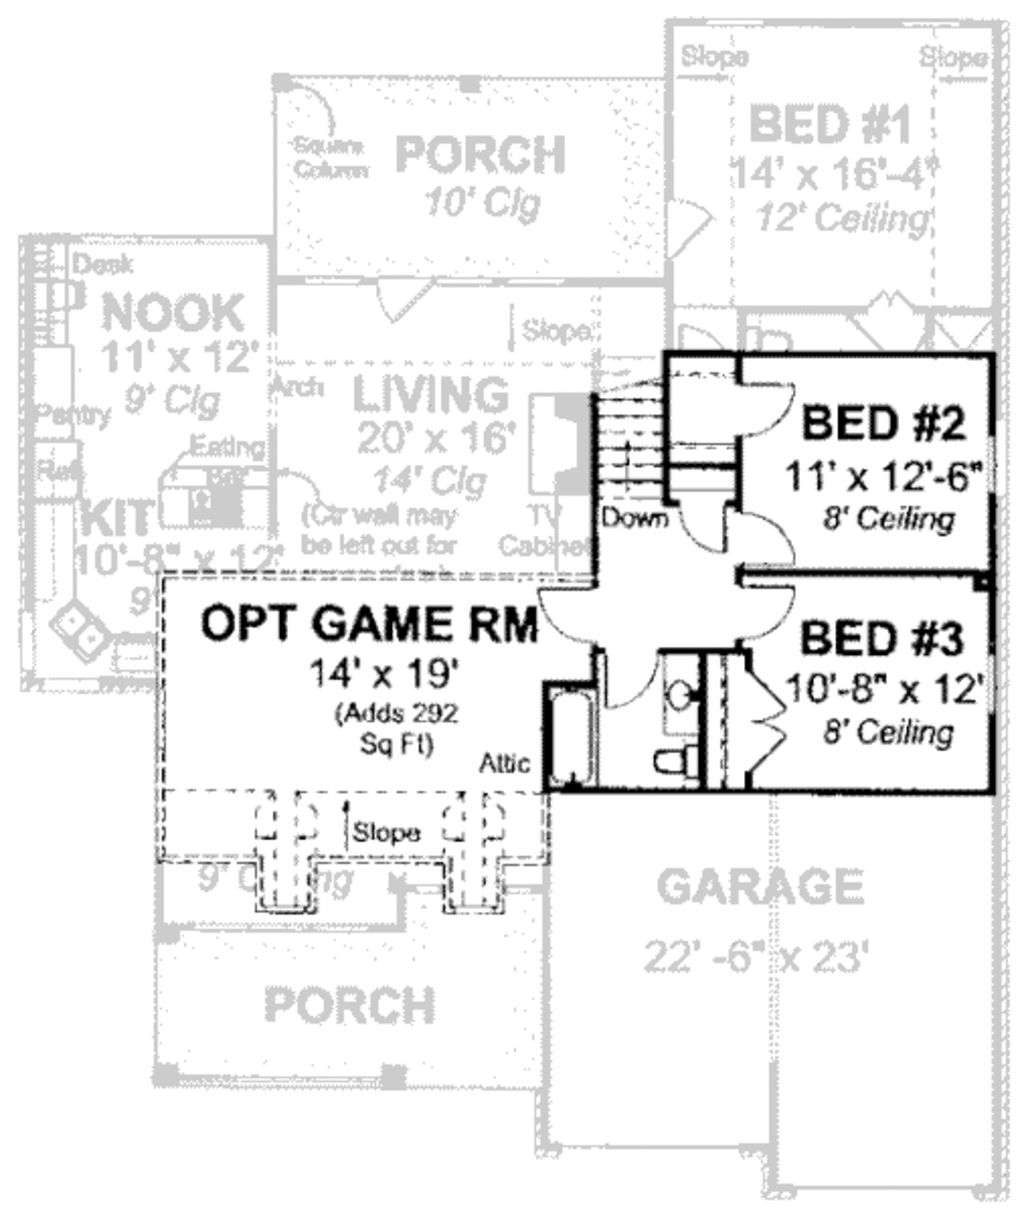 Slope
Slope
BED #1
14' x 16'-4"
12' Ceiling
Square
Column
PORCH
10' Clg
Desk
NOOK
11' x 12'
9' Clg
Pantry
Ref
Eating
Bar
KIT
10'-8" x 12'
9'
Slope
Arch
LIVING
20' x 16'
14' Clg
(Ctr wall may
be left out for
TV
Cabinet
Down
BED #2
11' x 12'-6"
8' Ceiling
OPT GAME RM
14' x 19'
(Adds 292
Sq Ft)
Attic
Slope
BED #3
10'-8" x 12'
8' Ceiling
9' C ng
PORCH
GARAGE
22' -6" x 23'